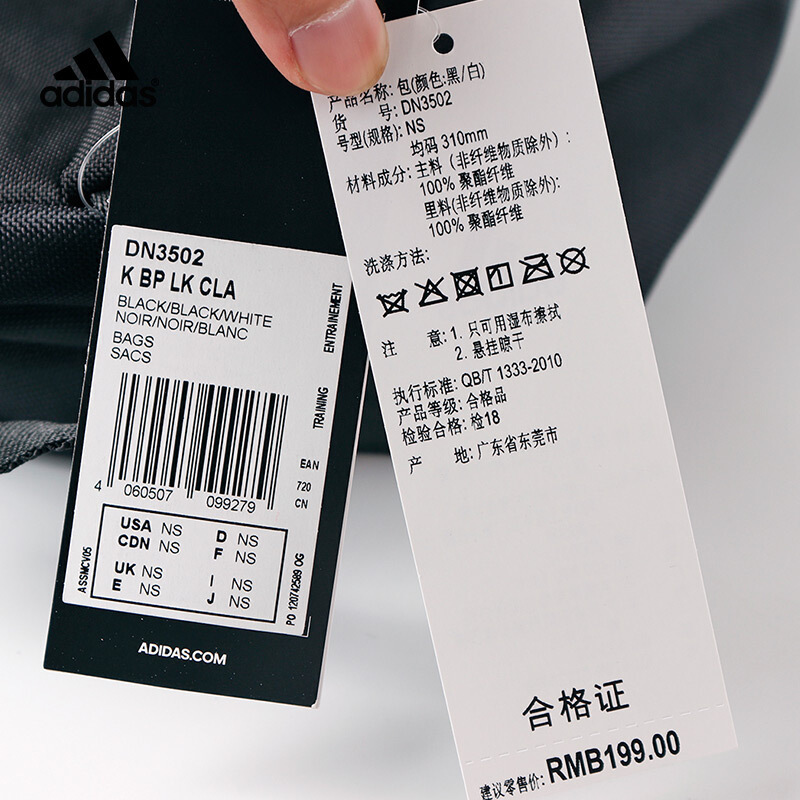 adidas
DN3502
K BP LK CLA
BLACK/BLACK/WHITE
NOIR/NOIR/BLANC
BAGS
SACS
TRAINING ENTRAINEMENT
EAN
720
CN
4 060507 099279
USA NS D NS
CDN NS F NS
UK NS I NS
E NS J NS
ASSMCV05
PO 120742589 OG
ADIDAS.COM
产品名称: 包(颜色:黑/白)
货 号: DN3502
号型(规格): NS
均码 310mm
材料成分: 主料（非纤维物质除外）:
100% 聚酯纤维
里料(非纤维物质除外):
100% 聚酯纤维
洗涤方法:
注 意: 1. 只可用湿布擦拭
2. 悬挂晾干
执行标准: QB/T 1333-2010
产品等级: 合格品
检验合格: 检18
产 地: 广东省东莞市
合格证
建议零售价: RMB199.00